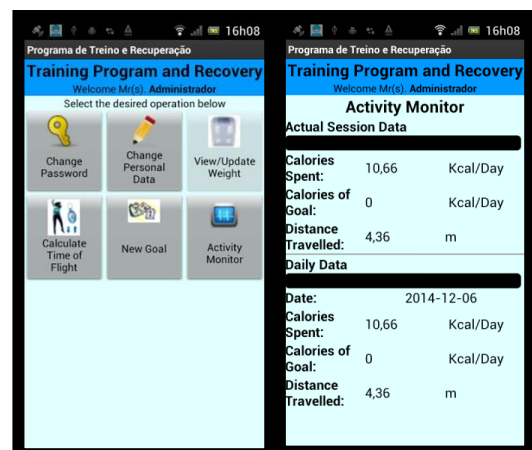 16h08
Programa de Treino e Recuperação
Training Program and Recovery
Welcome Mr(s). Administrador
Select the desired operation below
Change Password
Change Personal Data
View/Update Weight
Calculate Time of Flight
New Goal
Activity Monitor
16h08
Programa de Treino e Recuperação
Training Program and Recovery
Welcome Mr(s). Administrador
Activity Monitor
Actual Session Data
Calories Spent: 10,66 Kcal/Day
Calories of Goal: 0 Kcal/Day
Distance Travelled: 4,36 m
Daily Data
Date: 2014-12-06
Calories Spent: 10,66 Kcal/Day
Calories of Goal: 0 Kcal/Day
Distance Travelled: 4,36 m